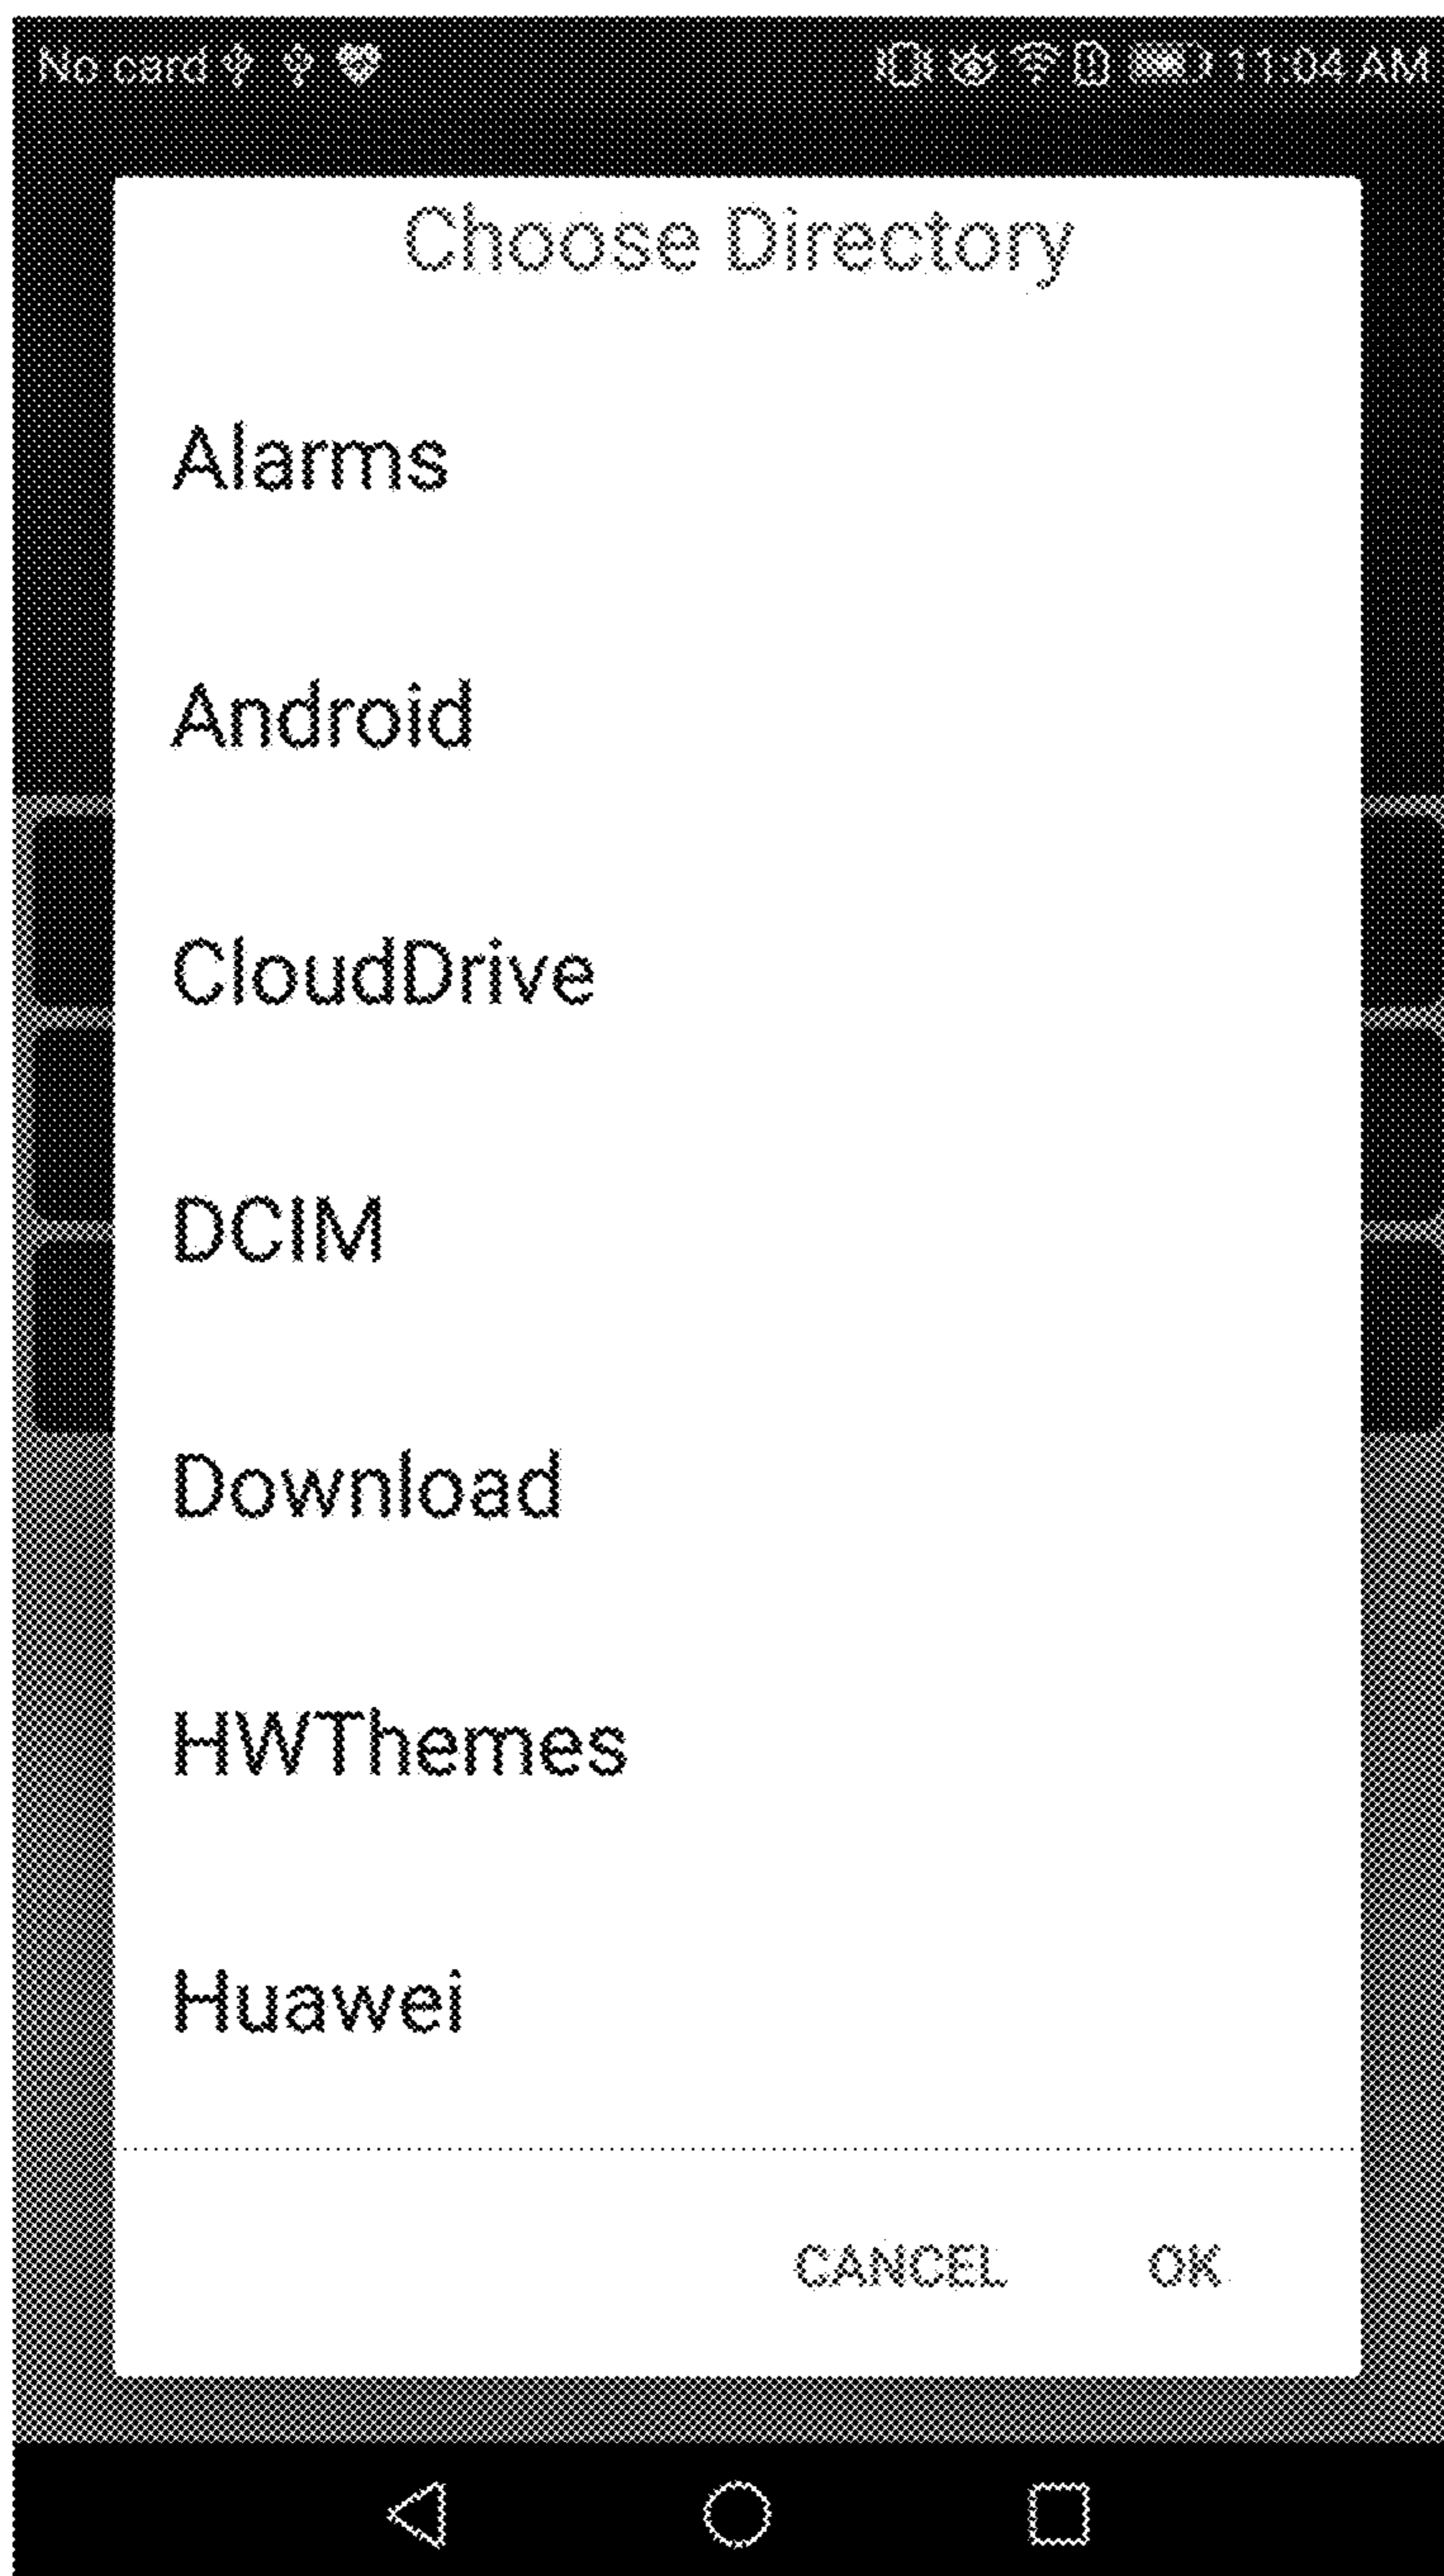 No card 11:04 AM
Choose Directory
Alarms
Android
CloudDrive
DCIM
Download
HWThemes
Huawei
CANCEL OK